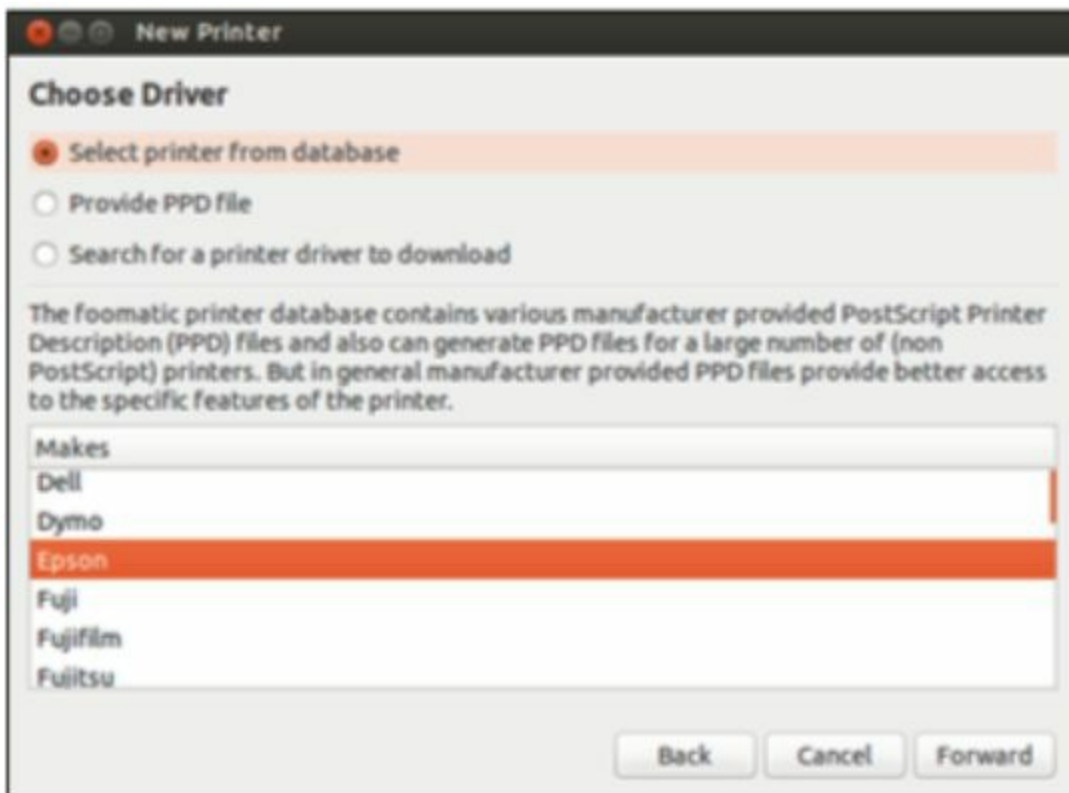 New Printer
Choose Driver
Select printer from database
Provide PPD file
Search for a printer driver to download
The foomatic printer database contains various manufacturer provided PostScript Printer
Description (PPD) files and also can generate PPD files for a large number of (non
PostScript) printers. But in general manufacturer provided PPD files provide better access
to the specific features of the printer.
Makes
Dell
Dymo
Epson
Fuji
Fujifilm
Fujitsu
Back Cancel Forward